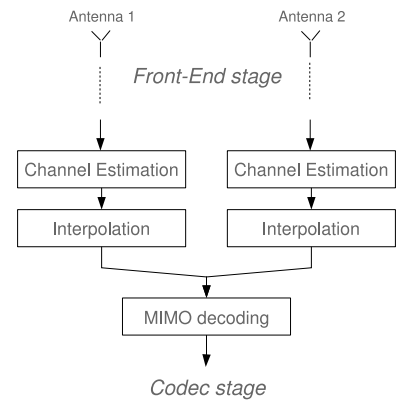 Antenna 1
Antenna 2
Front-End stage
Channel Estimation
Channel Estimation
Interpolation
Interpolation
MIMO decoding
Codec stage